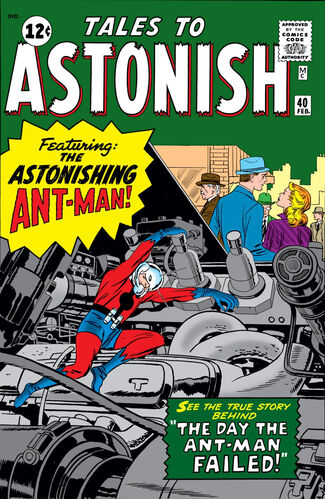 IND.
12¢
TALES TO
ASTONISH
APPROVED
BY THE
COMICS
CODE
AUTHORITY
MC
40
FEB.
Featuring:
THE
ASTONISHING
ANT-MAN!
SEE THE TRUE STORY
BEHIND
"THE DAY THE
ANT-MAN
FAILED!"